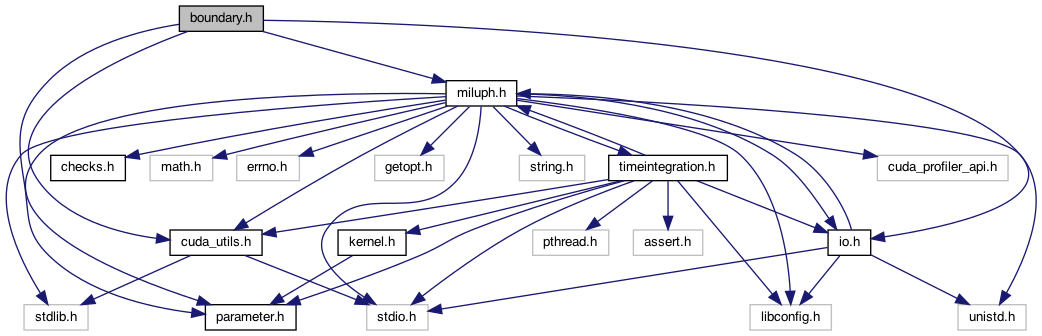 boundary.h
miluph.h
checks.h
math.h
errno.h
getopt.h
string.h
timeintegration.h
cuda_profiler_api.h
cuda_utils.h
kernel.h
pthread.h
assert.h
io.h
stdlib.h
parameter.h
stdio.h
libconfig.h
unistd.h